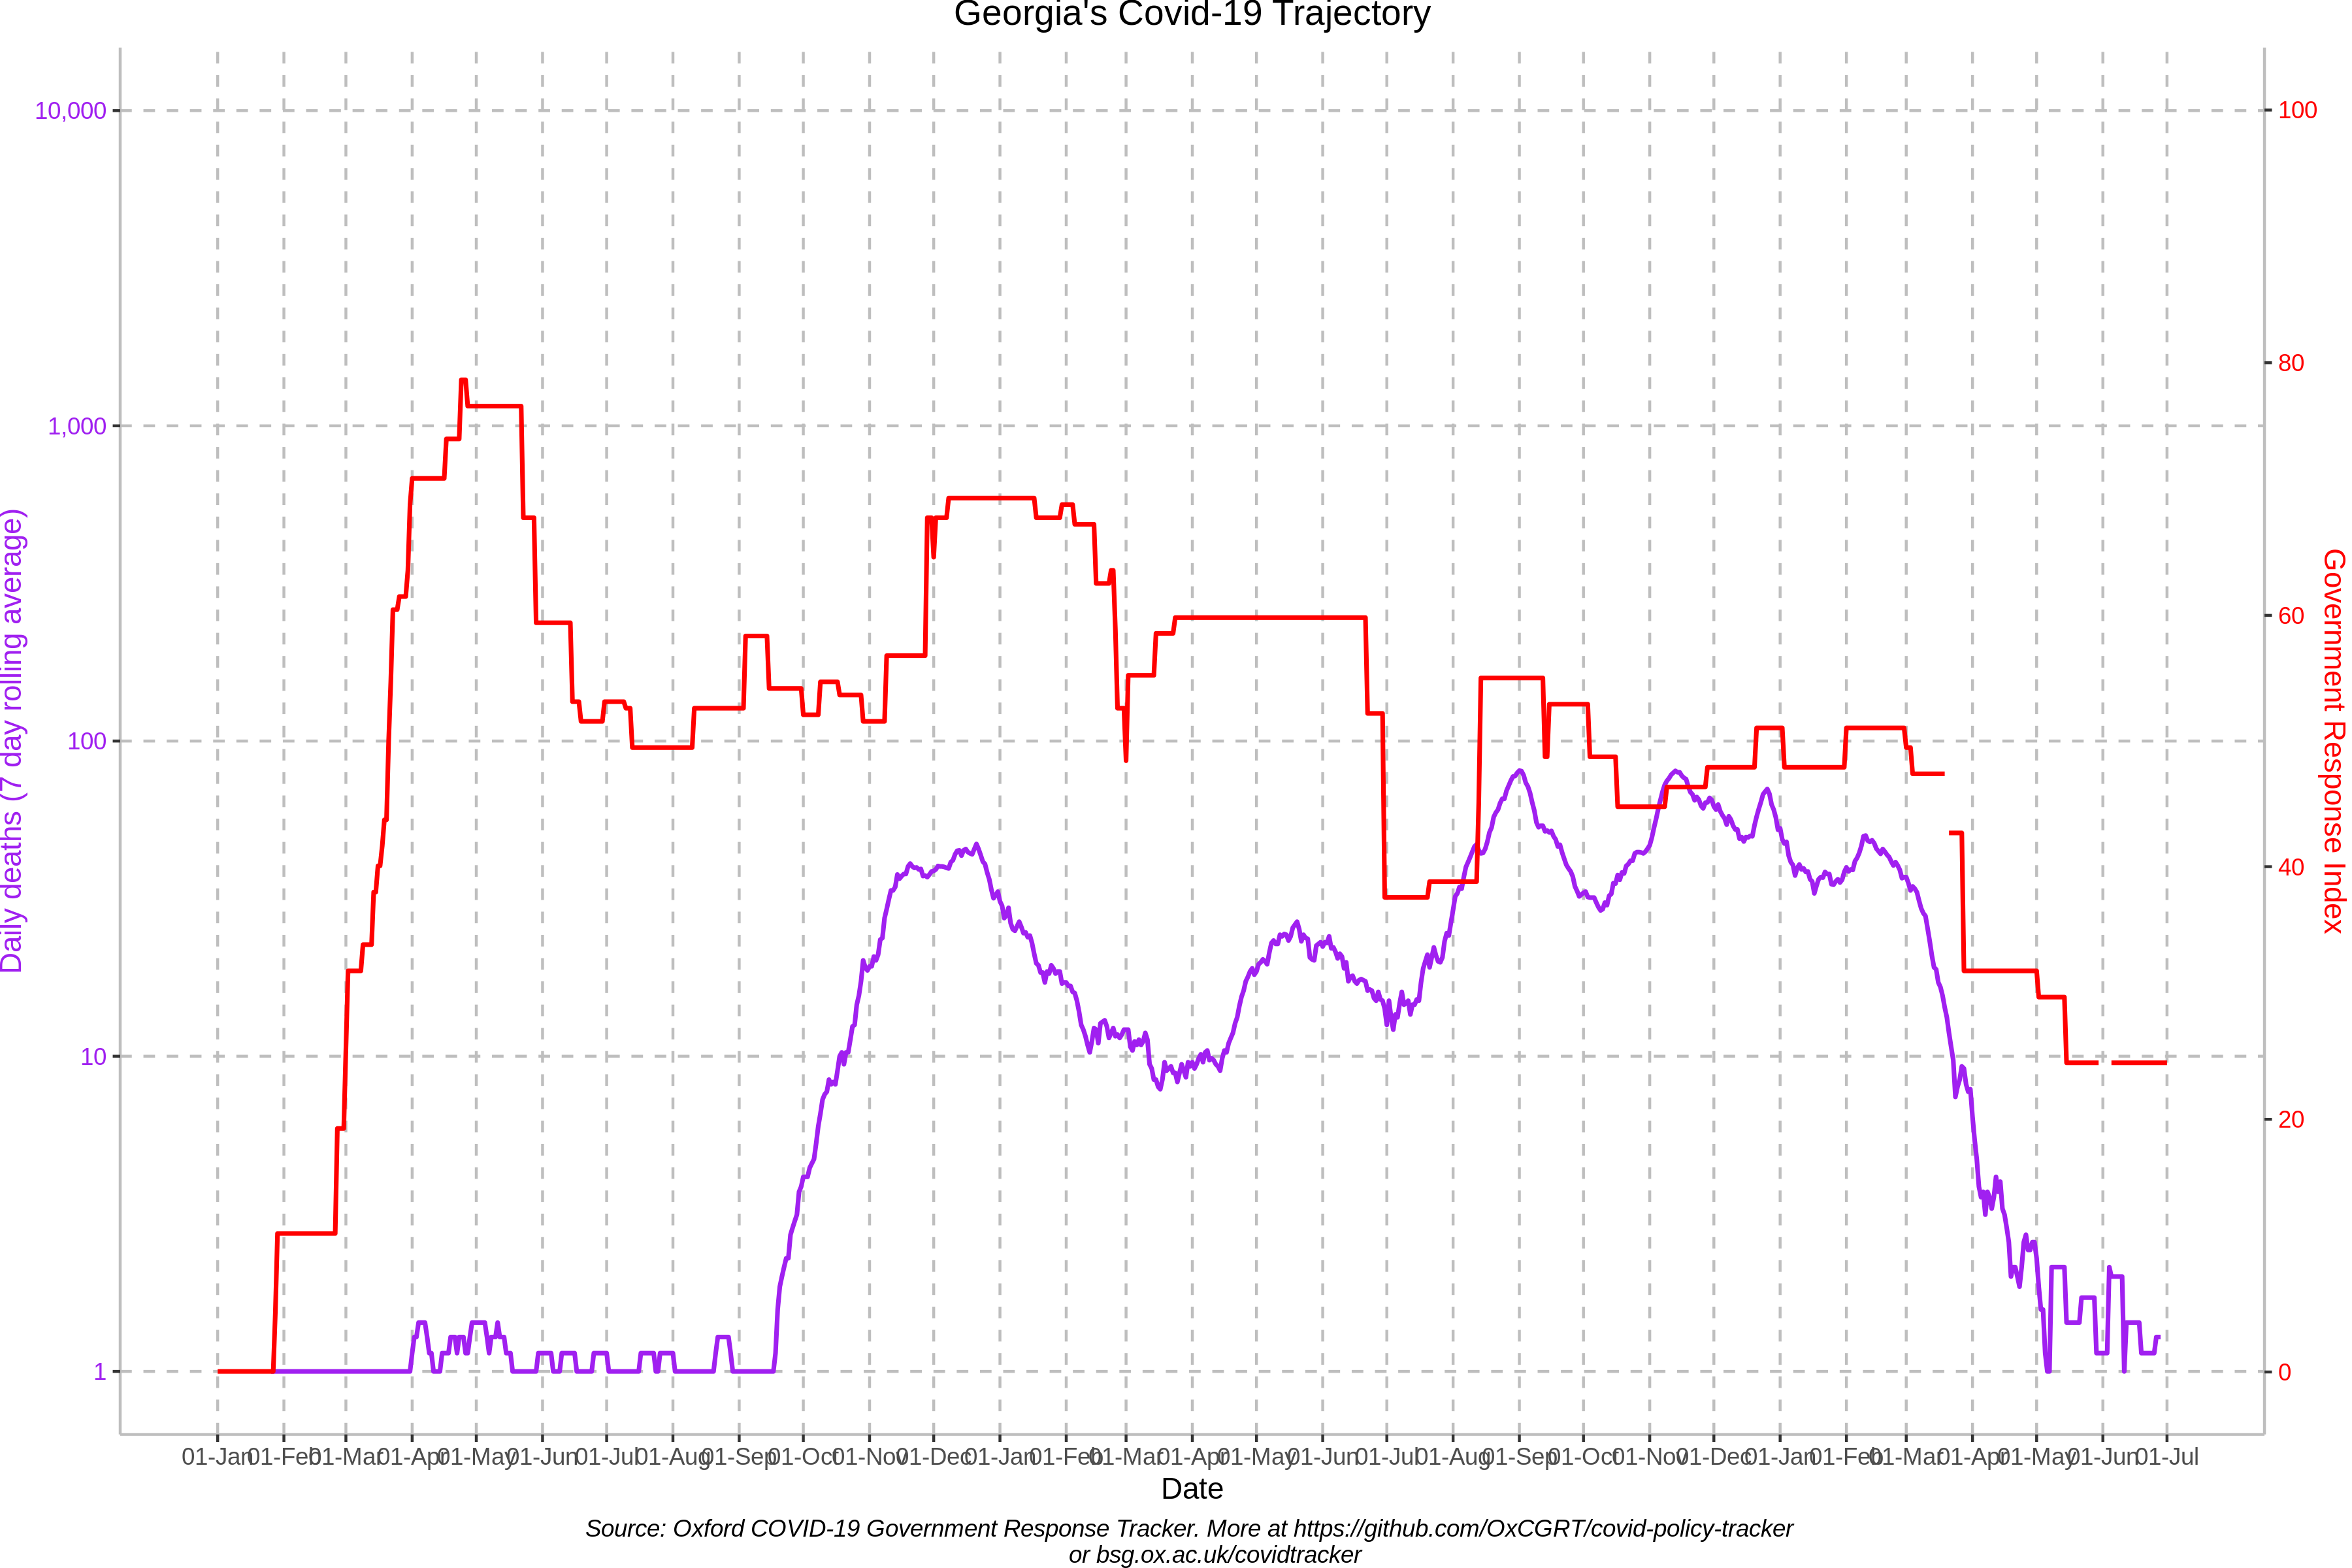 Georgia's Covid-19 Trajectory
10,000
1,000
100
10
1
Daily deaths (7 day rolling average)
100
80
60
40
20
0
Government Response Index
01-Jan 01-Feb 01-Mar 01-Apr 01-May 01-Jun 01-Jul 01-Aug 01-Sep 01-Oct 01-Nov 01-Dec 01-Jan 01-Feb 01-Mar 01-Apr 01-May 01-Jun 01-Jul 01-Aug 01-Sep 01-Oct 01-Nov 01-Dec 01-Jan 01-Feb 01-Mar 01-Apr 01-May 01-Jun 01-Jul
Date
Source: Oxford COVID-19 Government Response Tracker. More at https://github.com/OxCGRT/covid-policy-tracker
or bsg.ox.ac.uk/covidtracker